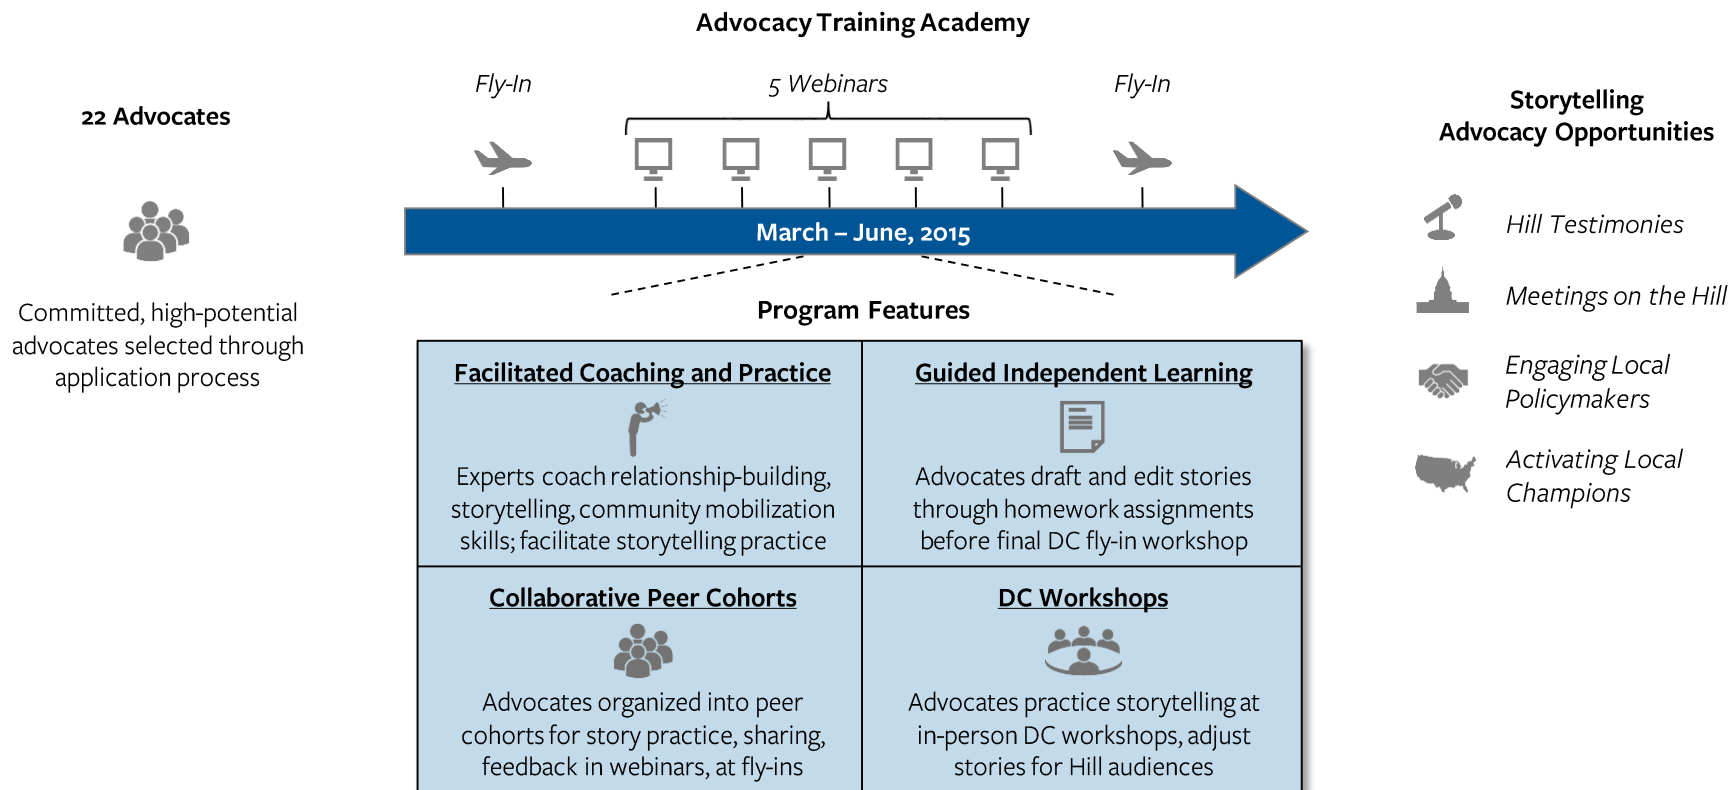 Advocacy Training Academy
22 Advocates
Committed, high-potential
advocates selected through
application process
Fly-In
5 Webinars
Fly-In
March – June, 2015
Program Features
Facilitated Coaching and Practice
Experts coach relationship-building,
storytelling, community mobilization
skills; facilitate storytelling practice
Guided Independent Learning
Advocates draft and edit stories
through homework assignments
before final DC fly-in workshop
Collaborative Peer Cohorts
Advocates organized into peer
cohorts for story practice, sharing,
feedback in webinars, at fly-ins
DC Workshops
Advocates practice storytelling at
in-person DC workshops, adjust
stories for Hill audiences
Storytelling
Advocacy Opportunities
Hill Testimonies
Meetings on the Hill
Engaging Local
Policymakers
Activating Local
Champions